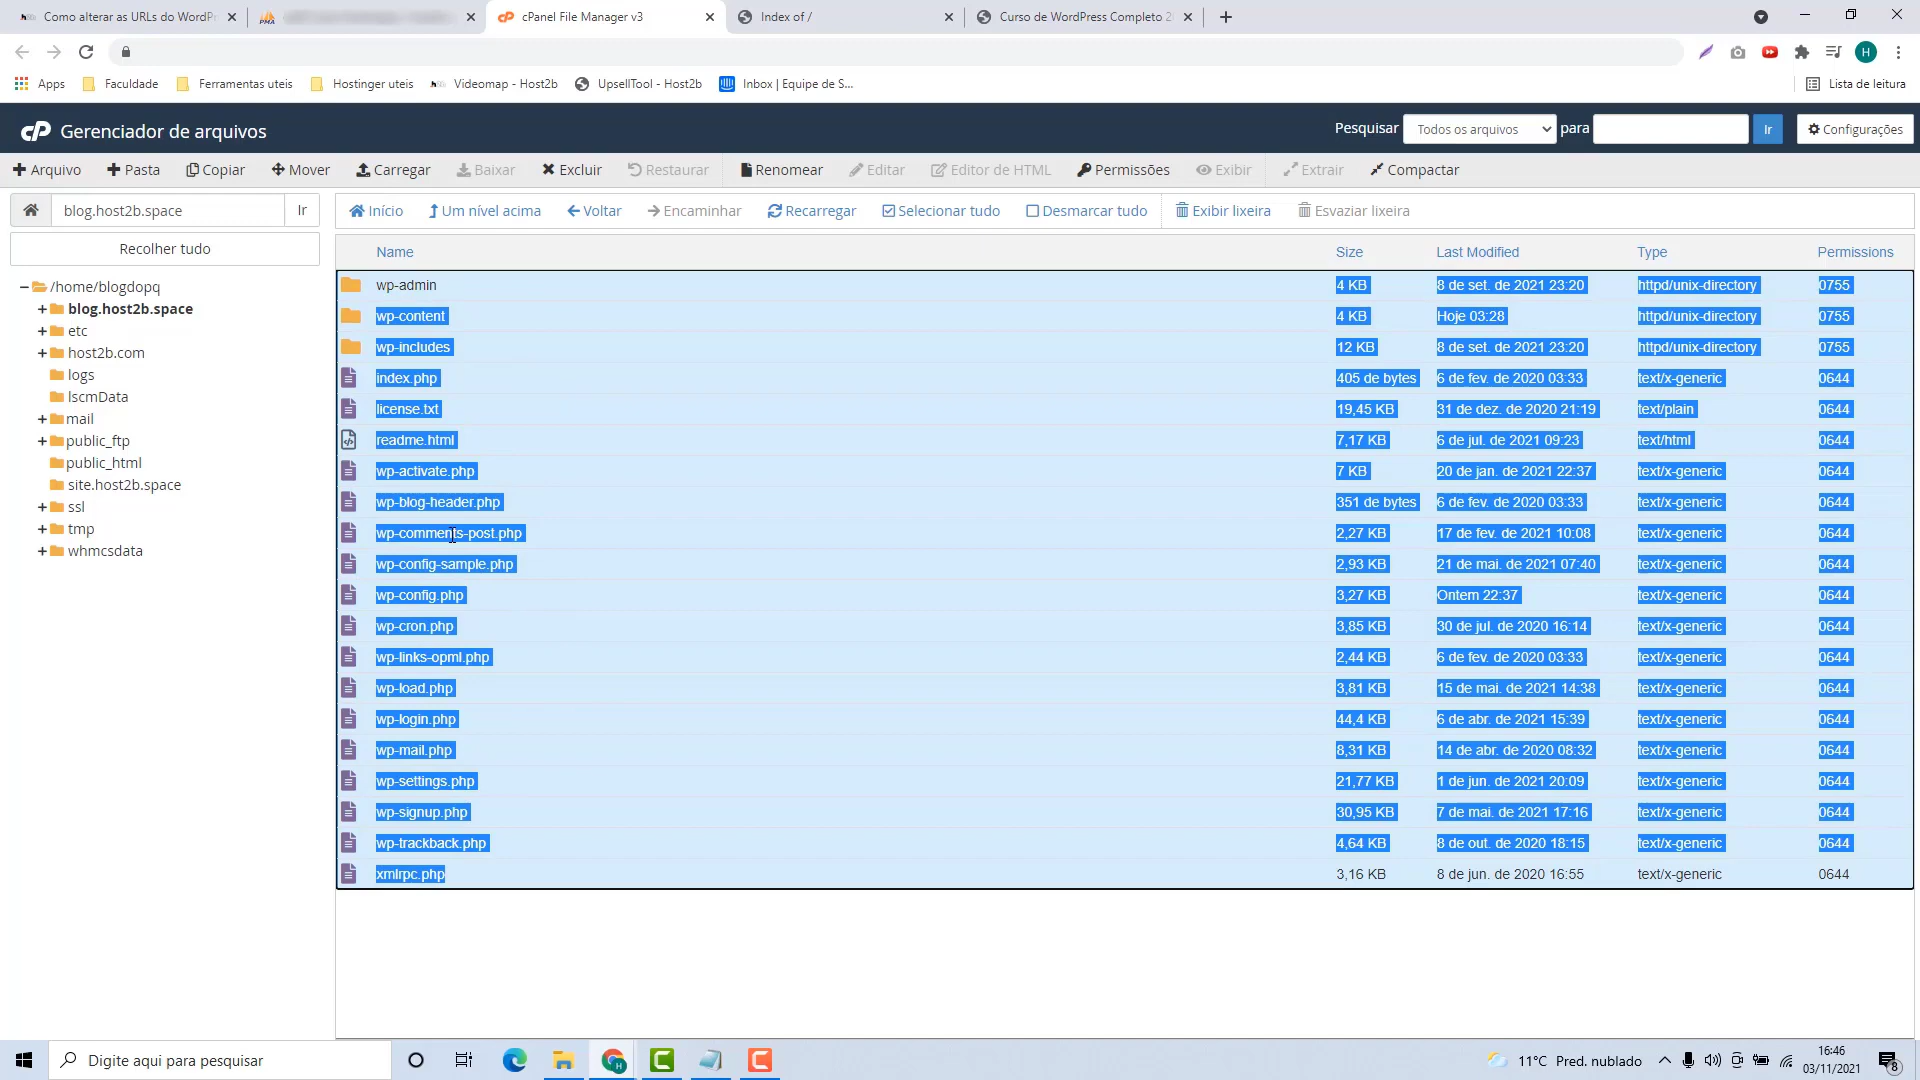 Como alterar as URLs do WordPr
cPanel File Manager v3
Index of /
Curso de WordPress Completo 2
H
Apps
Faculdade
Ferramentas uteis
Hostinger uteis
Videomap - Host2b
UpsellTool - Host2b
Inbox | Equipe de S...
Lista de leitura
cP Gerenciador de arquivos
Pesquisar
Todos os arquivos
para
Ir
Configurações
Arquivo
Pasta
Copiar
Mover
Carregar
Baixar
Excluir
Restaurar
Renomear
Editar
Editor de HTML
Permissões
Exibir
Extrair
Compactar
blog.host2b.space
Ir
Início
Um nível acima
Voltar
Encaminhar
Recarregar
Selecionar tudo
Desmarcar tudo
Exibir lixeira
Esvaziar lixeira
Recolher tudo
/home/blogdopq
blog.host2b.space
etc
host2b.com
logs
lscmData
mail
public_ftp
public_html
site.host2b.space
ssl
tmp
whmcsdata
Name Size Last Modified Type Permissions
wp-admin 4 KB 8 de set. de 2021 23:20 httpd/unix-directory 0755
wp-content 4 KB Hoje 03:28 httpd/unix-directory 0755
wp-includes 12 KB 8 de set. de 2021 23:20 httpd/unix-directory 0755
index.php 405 de bytes 6 de fev. de 2020 03:33 text/x-generic 0644
license.txt 19,45 KB 31 de dez. de 2020 21:19 text/plain 0644
readme.html 7,17 KB 6 de jul. de 2021 09:23 text/html 0644
wp-activate.php 7 KB 20 de jan. de 2021 22:37 text/x-generic 0644
wp-blog-header.php 351 de bytes 6 de fev. de 2020 03:33 text/x-generic 0644
wp-comments-post.php 2,27 KB 17 de fev. de 2021 10:08 text/x-generic 0644
wp-config-sample.php 2,93 KB 21 de mai. de 2021 07:40 text/x-generic 0644
wp-config.php 3,27 KB Ontem 22:37 text/x-generic 0644
wp-cron.php 3,85 KB 30 de jul. de 2020 16:14 text/x-generic 0644
wp-links-opml.php 2,44 KB 6 de fev. de 2020 03:33 text/x-generic 0644
wp-load.php 3,81 KB 15 de mai. de 2021 14:38 text/x-generic 0644
wp-login.php 44,4 KB 6 de abr. de 2021 15:39 text/x-generic 0644
wp-mail.php 8,31 KB 14 de abr. de 2020 08:32 text/x-generic 0644
wp-settings.php 21,77 KB 1 de jun. de 2021 20:09 text/x-generic 0644
wp-signup.php 30,95 KB 7 de mai. de 2021 17:16 text/x-generic 0644
wp-trackback.php 4,64 KB 8 de out. de 2020 18:15 text/x-generic 0644
xmlrpc.php 3,16 KB 8 de jun. de 2020 16:55 text/x-generic 0644
Digite aqui para pesquisar
11°C Pred. nublado
16:46
03/11/2021
8